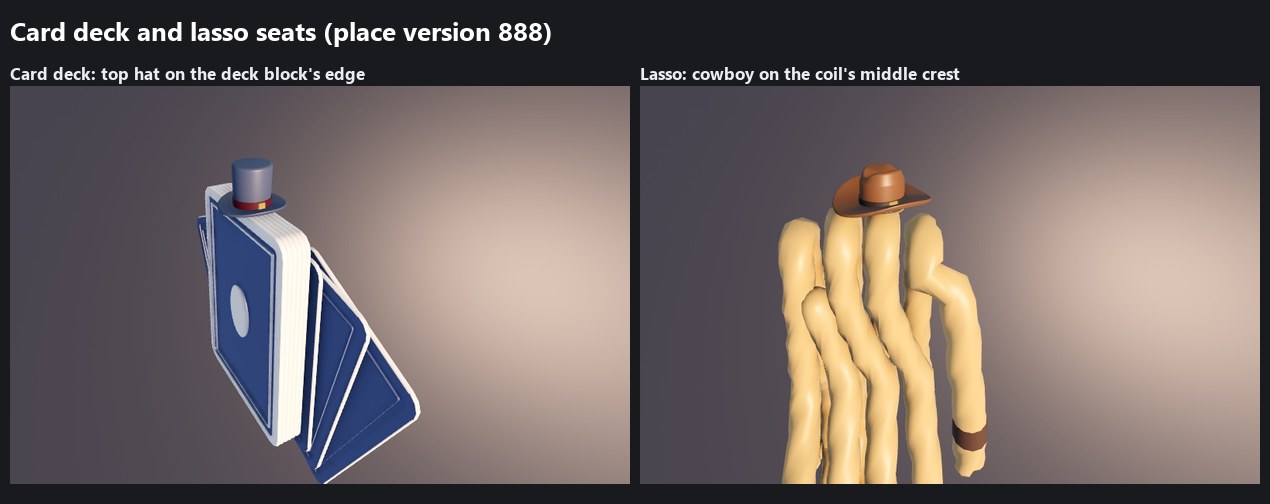 Card deck and lasso seats (place version 888)
Card deck: top hat on the deck block's edge
Lasso: cowboy on the coil's middle crest